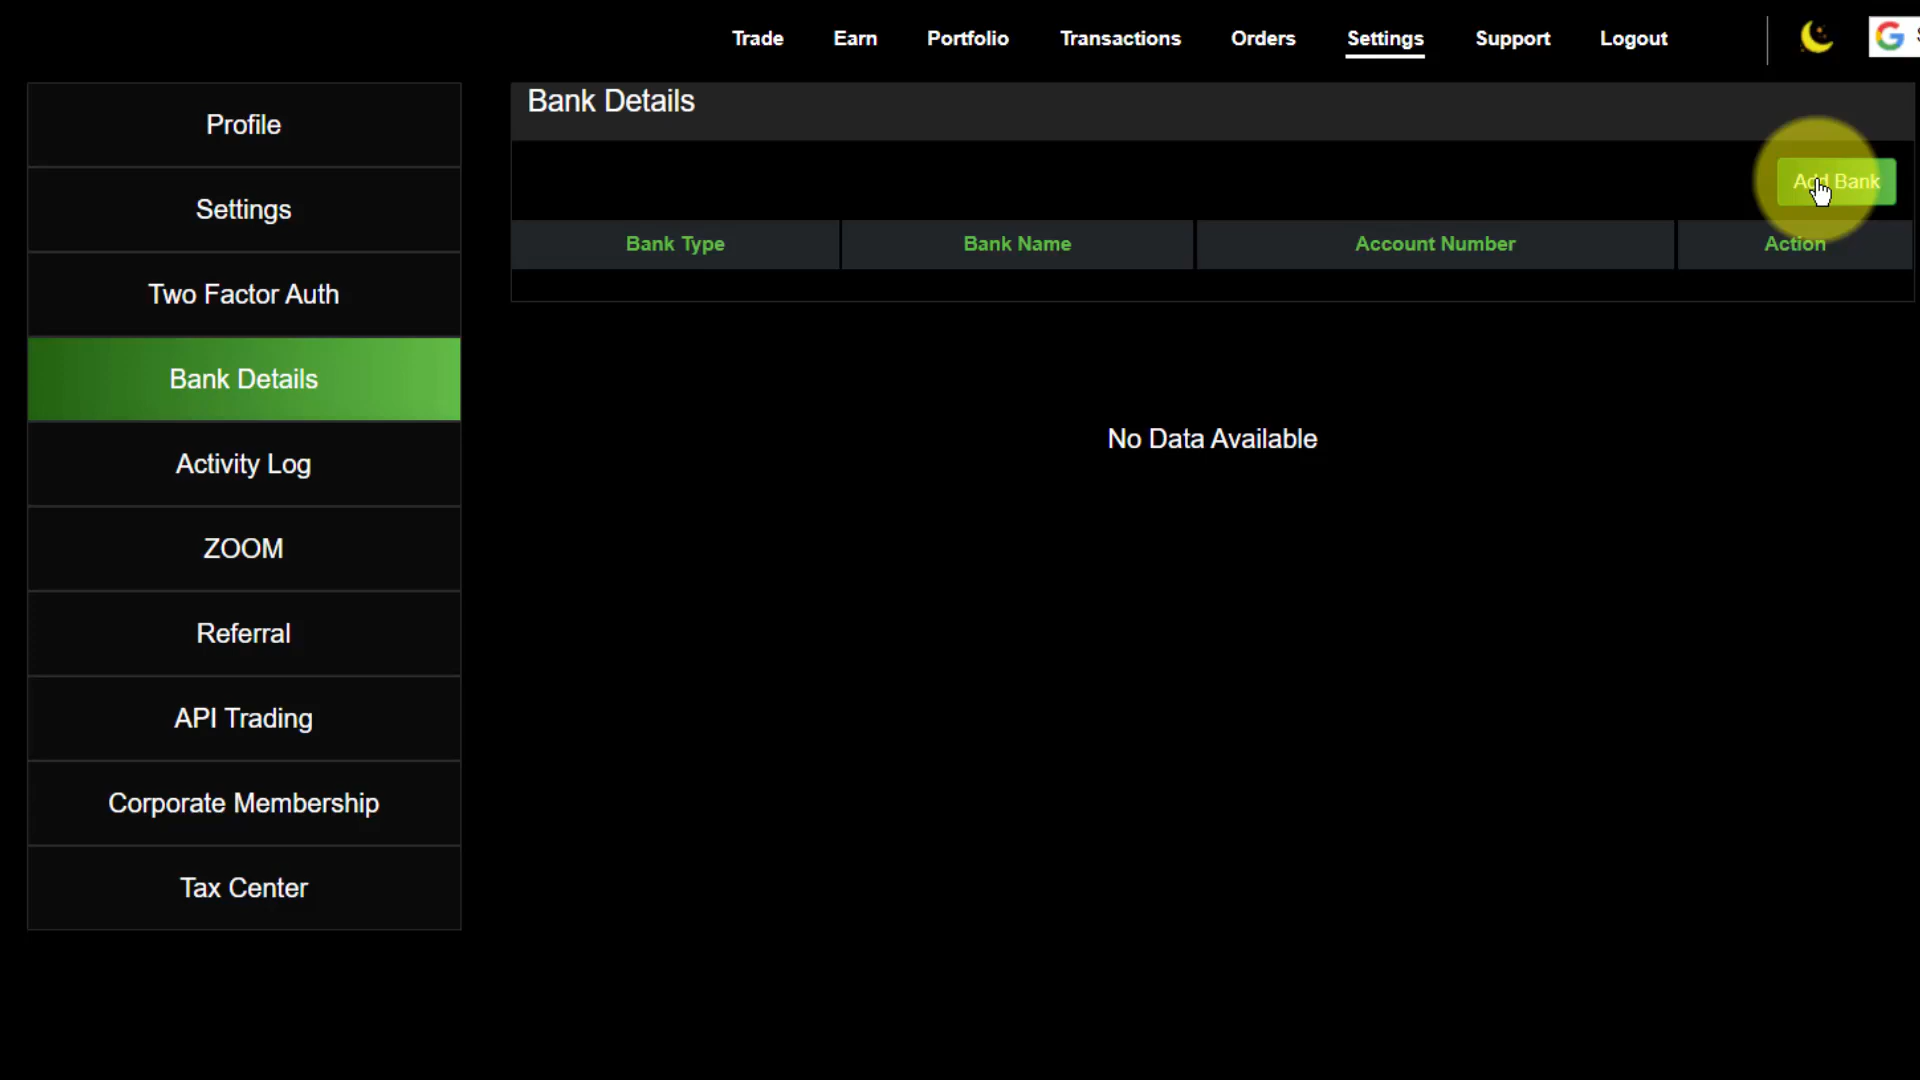 Trade Earn Portfolio Transactions Orders Settings Support Logout
Bank Details
Add Bank
Bank Type Bank Name Account Number Action
No Data Available
Profile
Settings
Two Factor Auth
Bank Details
Activity Log
ZOOM
Referral
API Trading
Corporate Membership
Tax Center